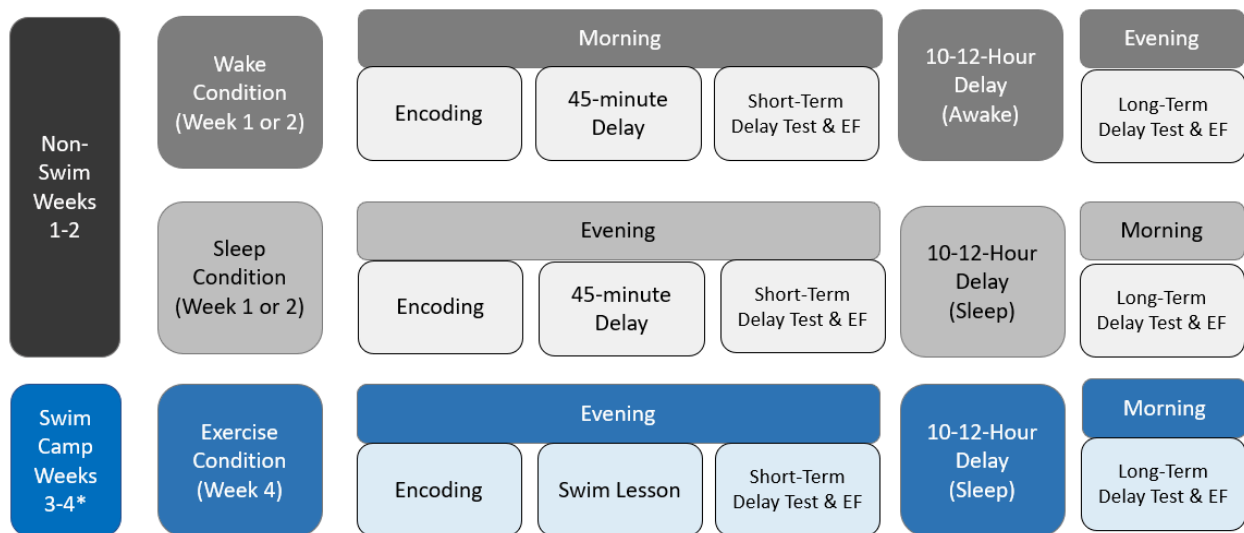 Non-
Swim
Weeks
1-2
Wake
Condition
(Week 1 or 2)
Morning
Encoding
45-minute
Delay
Short-Term
Delay Test & EF
10-12-Hour
Delay
(Awake)
Evening
Long-Term
Delay Test & EF
Sleep
Condition
(Week 1 or 2)
Evening
Encoding
45-minute
Delay
Short-Term
Delay Test & EF
10-12-Hour
Delay
(Sleep)
Morning
Long-Term
Delay Test & EF
Swim
Camp
Weeks
3-4*
Exercise
Condition
(Week 4)
Evening
Encoding
Swim Lesson
Short-Term
Delay Test & EF
10-12-Hour
Delay
(Sleep)
Morning
Long-Term
Delay Test & EF